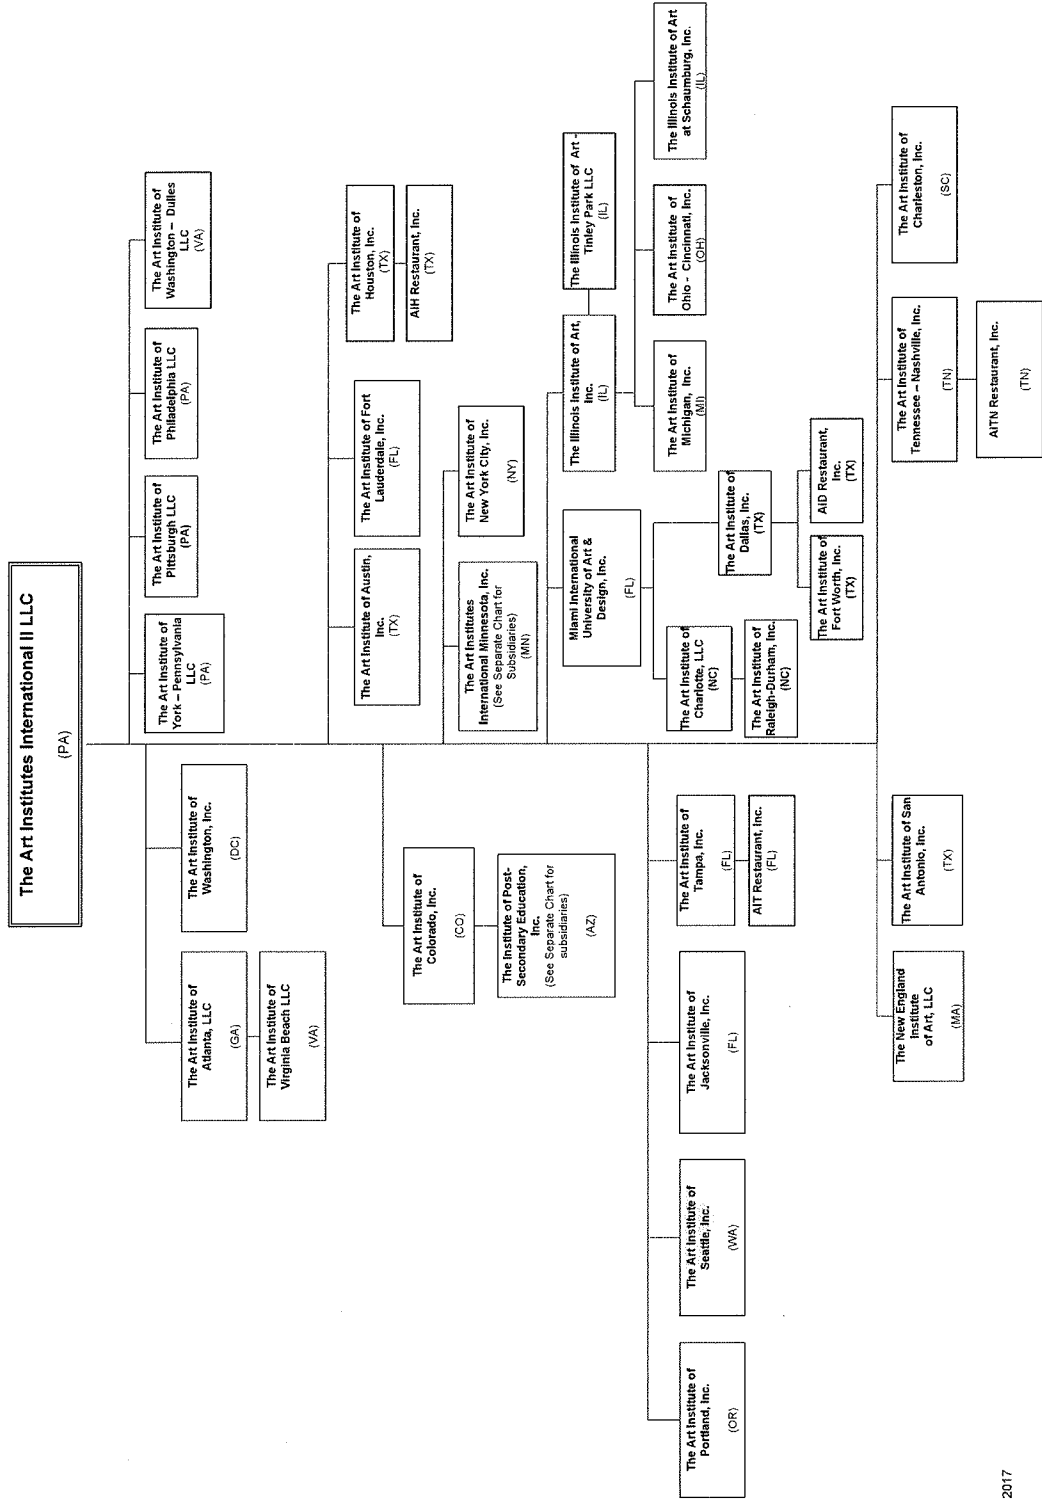 The Art Institutes International II LLC
(PA)
The Art Institute of
York – Pennsylvania
LLC
(PA)
The Art Institute of
Pittsburgh LLC
(PA)
The Art Institute of
Philadelphia LLC
(PA)
The Art Institute of
Washington – Dulles
LLC
(VA)
The Art Institute of
Atlanta, LLC
(GA)
The Art Institute of
Virginia Beach LLC
(VA)
The Art Institute of
Washington, Inc.
(DC)
The Art Institute of Austin,
Inc.
(TX)
The Art Institute of Fort
Lauderdale, Inc.
(FL)
The Art Institute of
Houston, Inc.
(TX)
AIH Restaurant, Inc.
(TX)
The Art Institute of
Colorado, Inc.
(CO)
The Institute of Post-
Secondary Education,
Inc.
(See Separate Chart for
subsidiaries)
(AZ)
The Art Institutes
International Minnesota, Inc.
(See Separate Chart for
Subsidiaries)
(MN)
The Art Institute of
New York City, Inc.
(NY)
Miami International
University of Art &
Design, Inc.
(FL)
The Illinois Institute of Art,
Inc.
(IL)
The Illinois Institute of Art -
Tinley Park LLC
(IL)
The Art Institute of
Michigan, Inc.
(MI)
The Art Institute of
Ohio - Cincinnati, Inc.
(OH)
The Illinois Institute of Art
at Schaumburg, Inc.
(IL)
The Art Institute of
Charlotte, LLC
(NC)
The Art Institute of
Raleigh-Durham, Inc.
(NC)
The Art Institute of
Dallas, Inc.
(TX)
The Art Institute of
Fort Worth, Inc.
(TX)
AID Restaurant,
Inc.
(TX)
The Art Institute of
Portland, Inc.
(OR)
The Art Institute of
Seattle, Inc.
(WA)
The Art Institute of
Jacksonville, Inc.
(FL)
The Art Institute of
Tampa, Inc.
(FL)
AIT Restaurant, Inc.
(FL)
The New England
Institute
of Art, LLC
(MA)
The Art Institute of San
Antonio, Inc.
(TX)
The Art Institute of
Tennessee – Nashville, Inc.
(TN)
AITN Restaurant, Inc.
(TN)
The Art Institute of
Charleston, Inc.
(SC)
2017